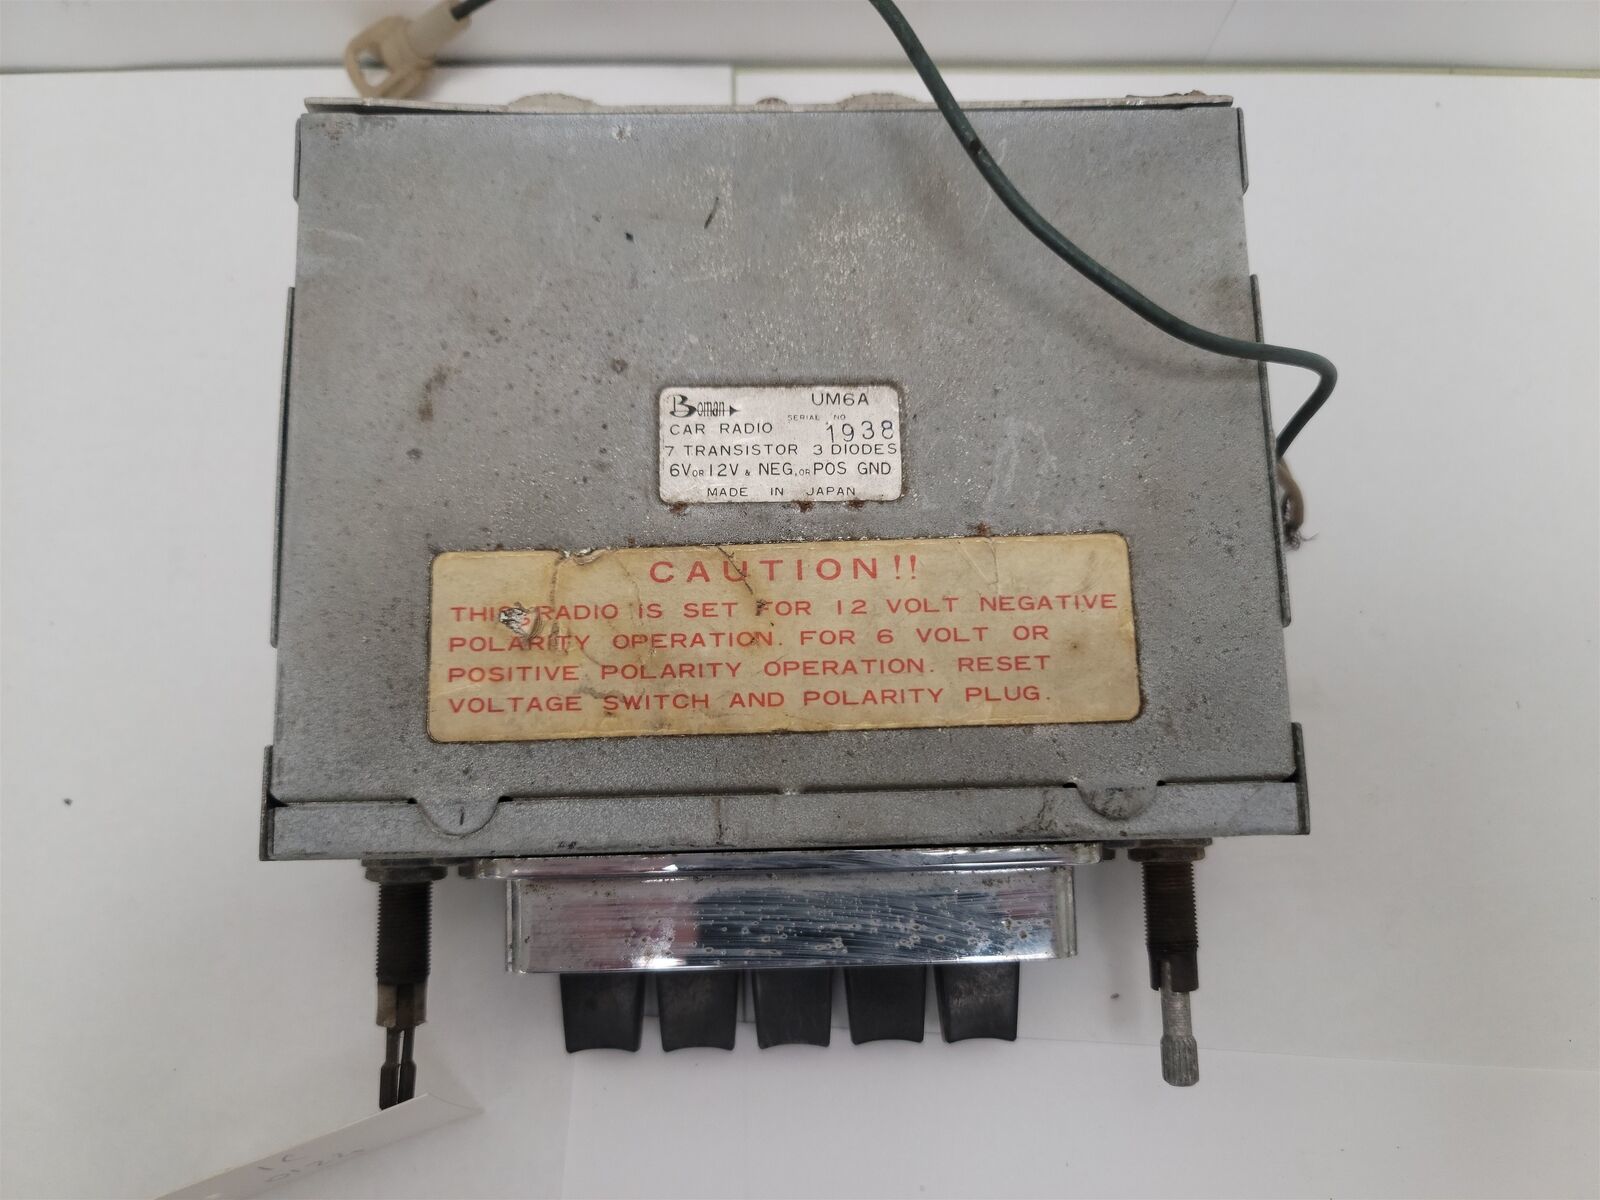 Boman UM6A
SERIAL NO
CAR RADIO 1938
7 TRANSISTOR 3 DIODES
6V OR 12V & NEG. OR POS GND
MADE IN JAPAN
CAUTION!!
THIS RADIO IS SET FOR 12 VOLT NEGATIVE
POLARITY OPERATION. FOR 6 VOLT OR
POSITIVE POLARITY OPERATION. RESET
VOLTAGE SWITCH AND POLARITY PLUG.